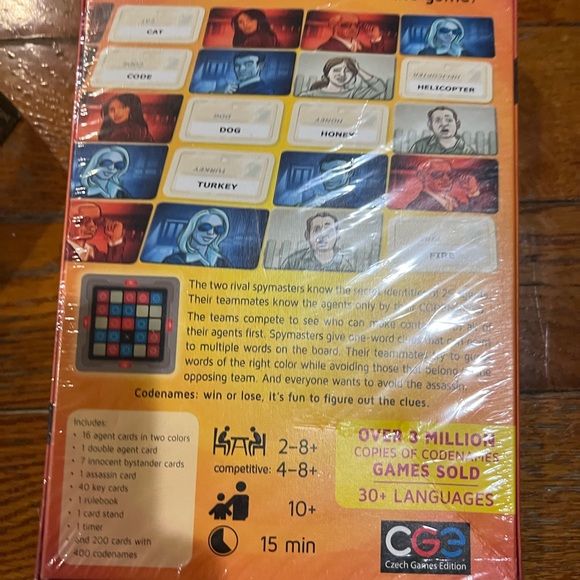 game!
CAT
CAT
CODE
CODE
HELICOPTER
HELICOPTER
DOG
DOG
HONEY
HONEY
TURKEY
TURKEY
FIRE
The two rival spymasters know the secret identities of 25
Their teammates know the agents only by their
The teams compete to see who can make contact all of
their agents first. Spymasters give one-word clues that
to multiple words on the board. Their teammates try to guess
words of the right color while avoiding those that belong to the
opposing team. And everyone wants to avoid the assassin.
Codenames: win or lose, it's fun to figure out the clues.
Includes:
• 16 agent cards in two colors
• 1 double agent card
• 7 innocent bystander cards
• 1 assassin card
• 40 key cards
• 1 rulebook
• 1 card stand
• 1 timer
and 200 cards with
400 codenames
2–8+
competitive: 4–8+
10+
15 min
OVER 3 MILLION
COPIES OF CODENAMES
GAMES SOLD
30+ LANGUAGES
CGE
Czech Games Edition